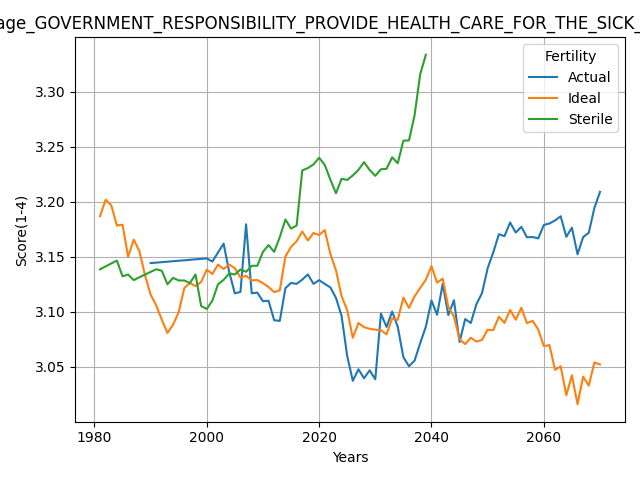 age_GOVERNMENT_RESPONSIBILITY_PROVIDE_HEALTH_CARE_FOR_THE_SICK_
Fertility
Actual
Ideal
Sterile
Score(1-4)
3.30
3.25
3.20
3.15
3.10
3.05
1980 2000 2020 2040 2060
Years